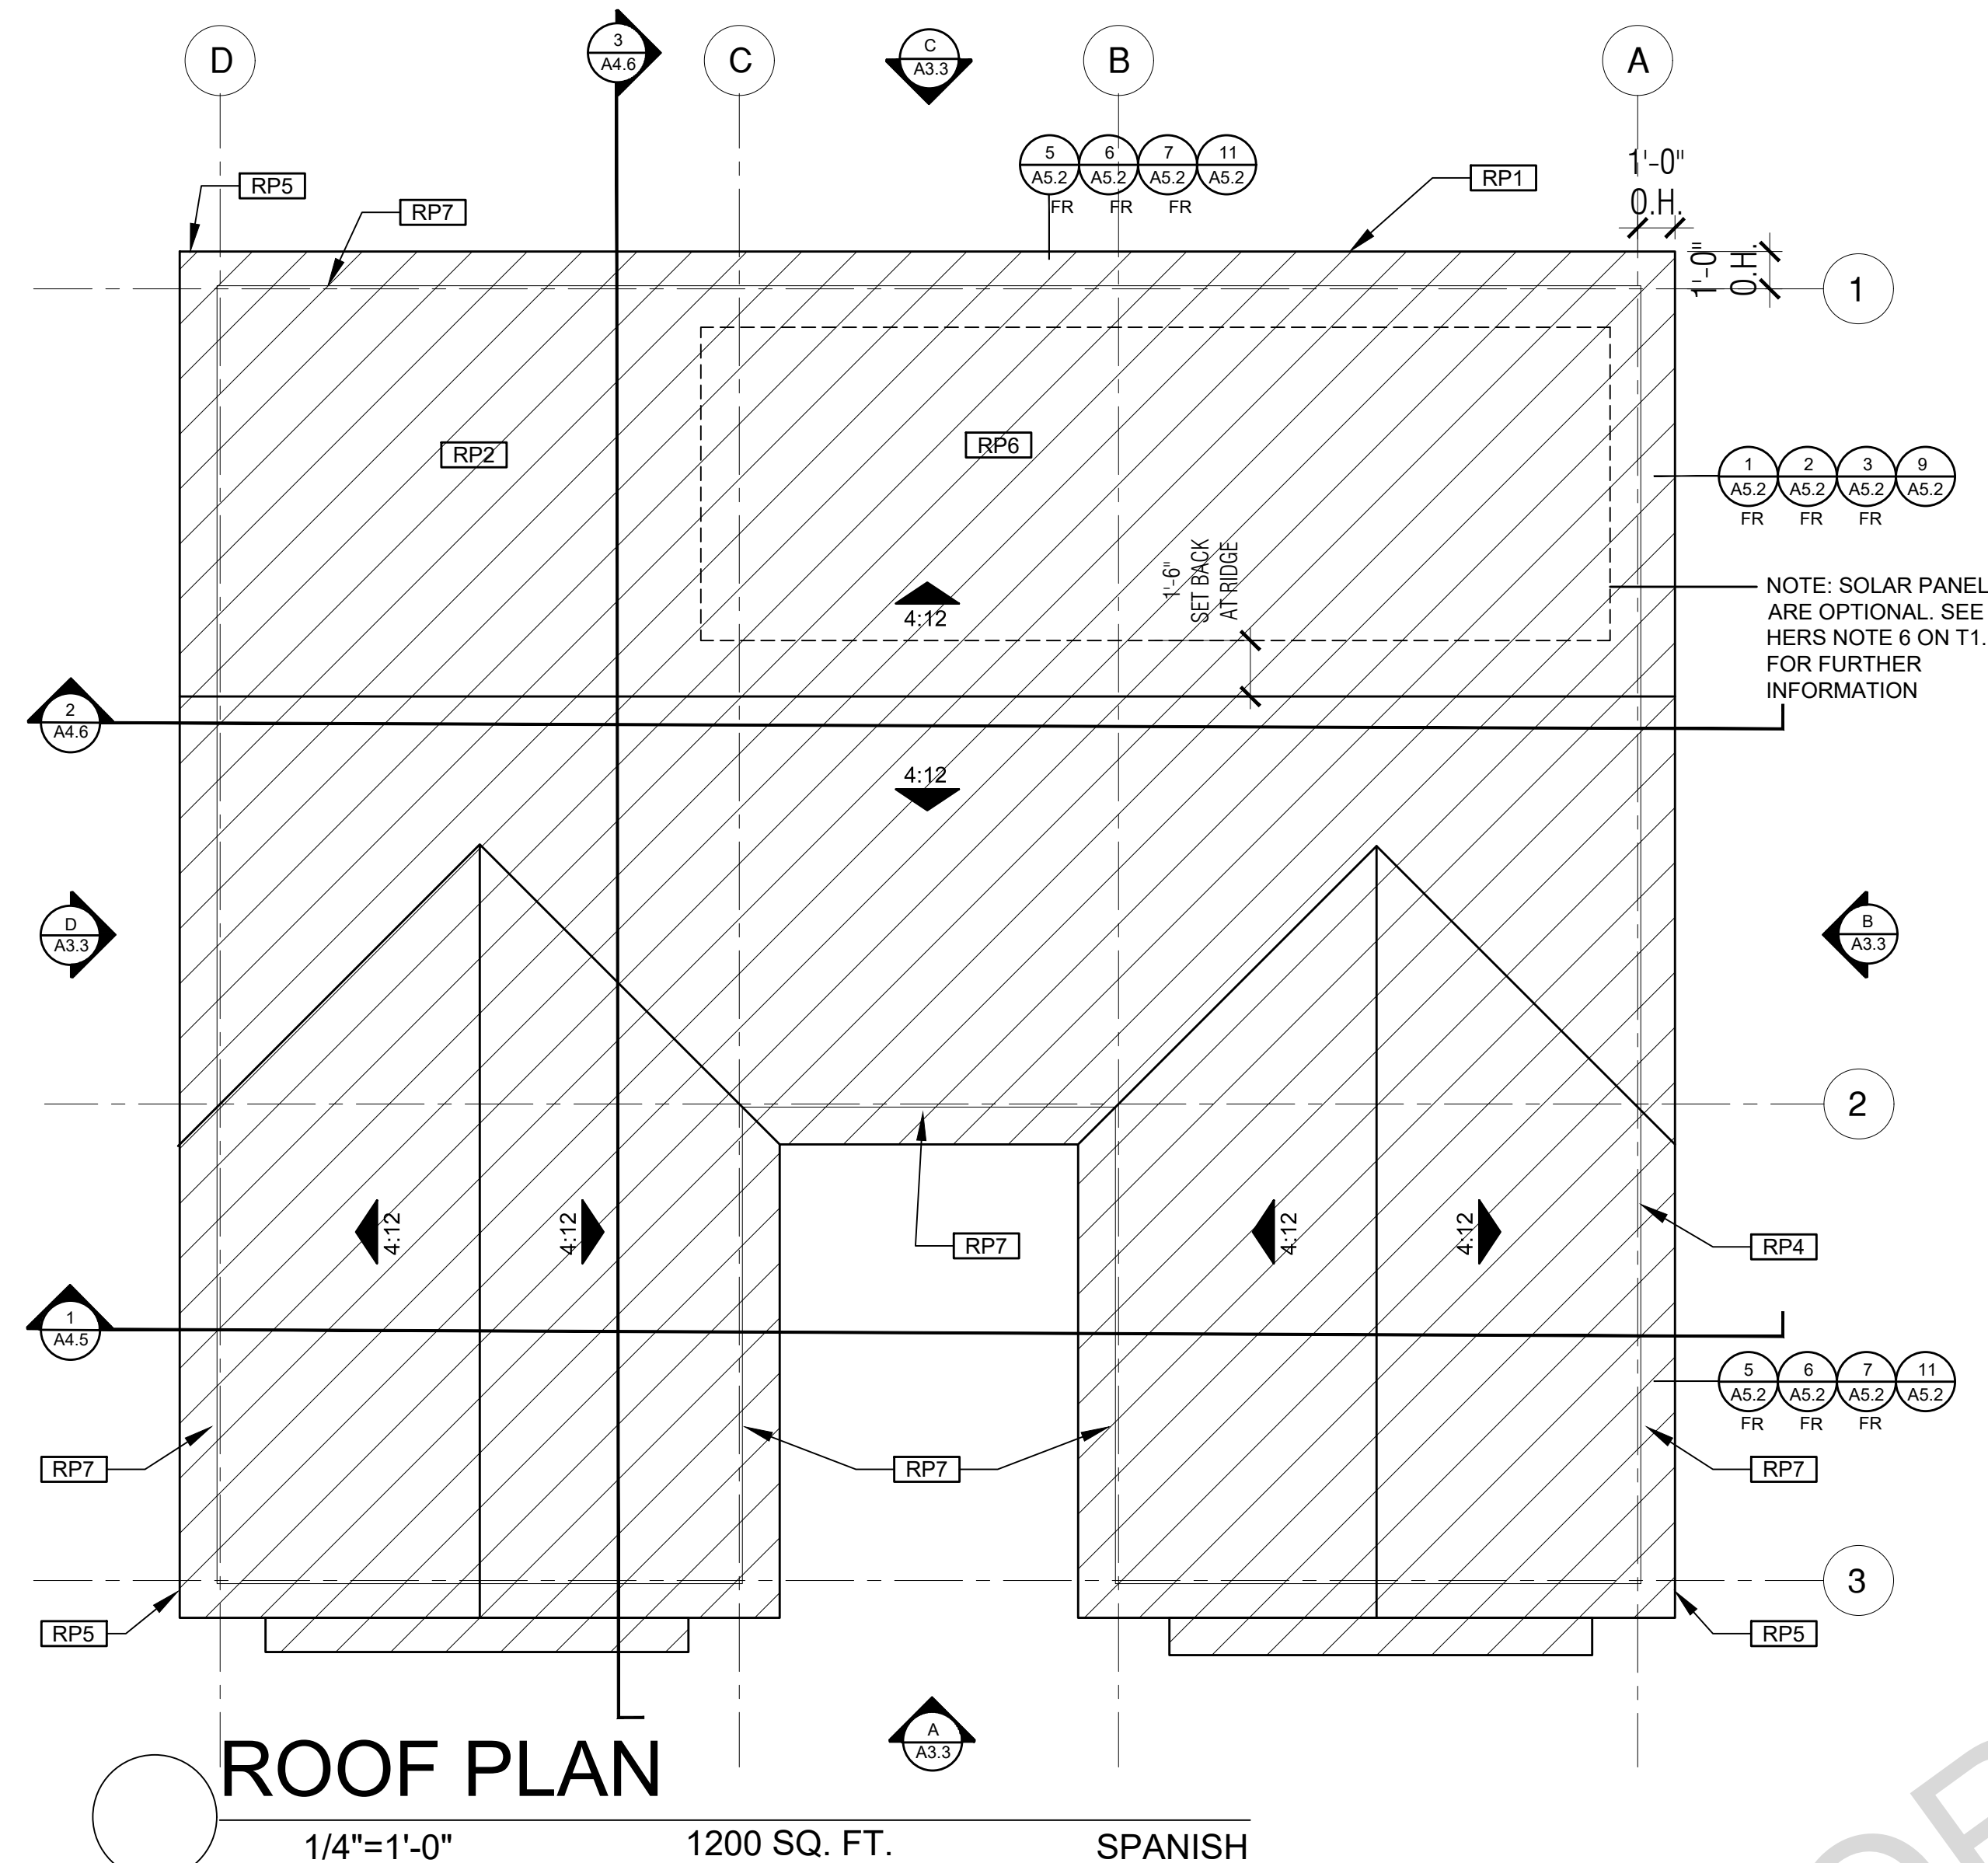 D
3
A4.6
C
C
A3.3
B
A
5
A5.2
FR
6
A5.2
FR
7
A5.2
FR
11
A5.2
1'-0"
O.H.
RP5
RP7
RP1
1'-0"
O.H.
1
RP2
RP6
1
A5.2
FR
2
A5.2
FR
3
A5.2
FR
9
A5.2
1'-6"
SET BACK
AT RIDGE
4:12
NOTE: SOLAR PANEL
ARE OPTIONAL. SEE
HERS NOTE 6 ON T1.
FOR FURTHER
INFORMATION
2
A4.6
4:12
D
A3.3
B
A3.3
2
4:12
4:12
4:12
4:12
RP7
RP4
1
A4.5
5
A5.2
FR
6
A5.2
FR
7
A5.2
FR
11
A5.2
RP7
RP7
RP7
3
RP5
RP5
A
A3.3
ROOF PLAN
1/4"=1'-0"
1200 SQ. FT.
SPANISH